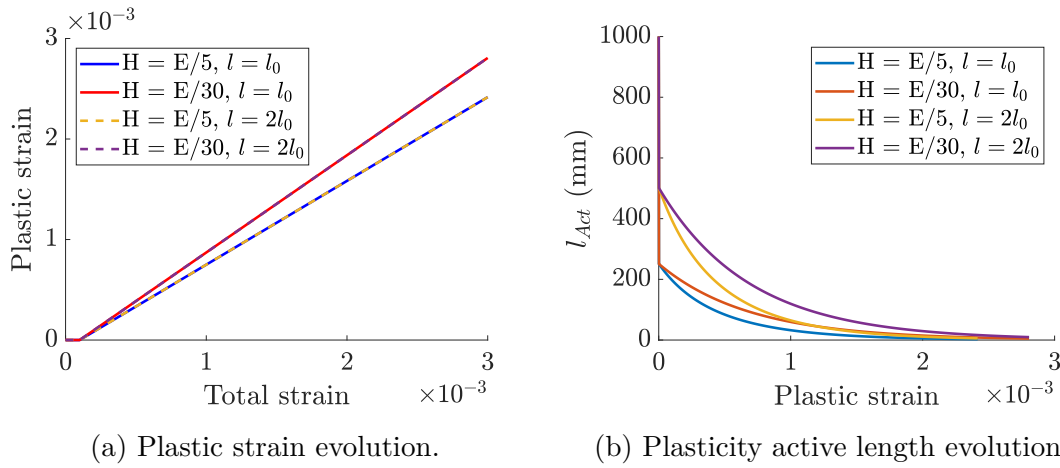 ×10⁻³
3
2
1
0
Plastic strain
H = E/5, l = l₀
H = E/30, l = l₀
H = E/5, l = 2l₀
H = E/30, l = 2l₀
0
1
2
3
Total strain
×10⁻³
(a) Plastic strain evolution.
1000
800
600
400
200
0
l_Act (mm)
H = E/5, l = l₀
H = E/30, l = l₀
H = E/5, l = 2l₀
H = E/30, l = 2l₀
0
1
2
3
Plastic strain
×10⁻³
(b) Plasticity active length evolution